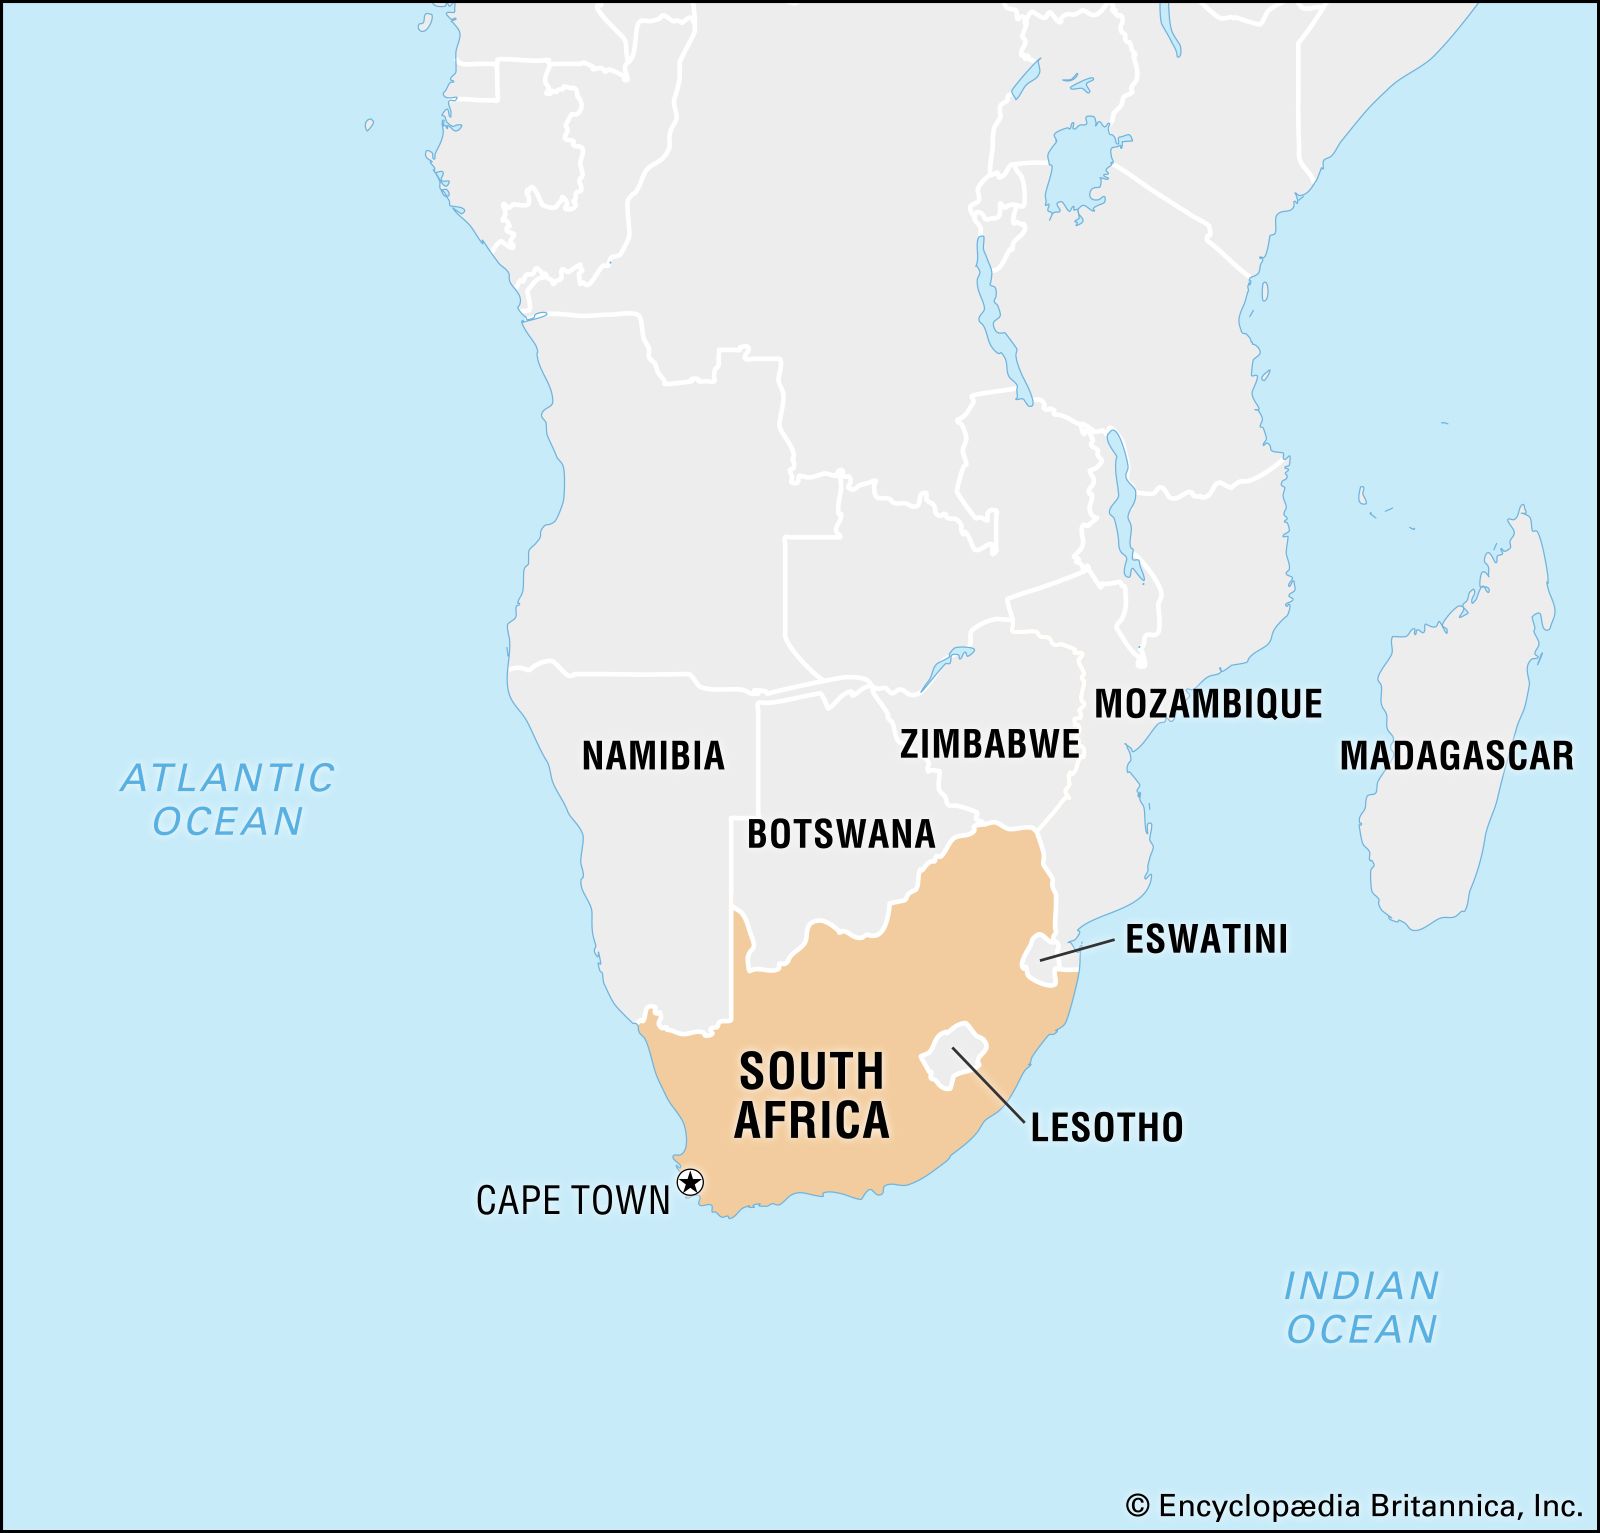 MOZAMBIQUE
NAMIBIA
ZIMBABWE
MADAGASCAR
ATLANTIC
OCEAN
BOTSWANA
ESWATINI
SOUTH
AFRICA
LESOTHO
CAPE TOWN
INDIAN
OCEAN
© Encyclopædia Britannica, Inc.